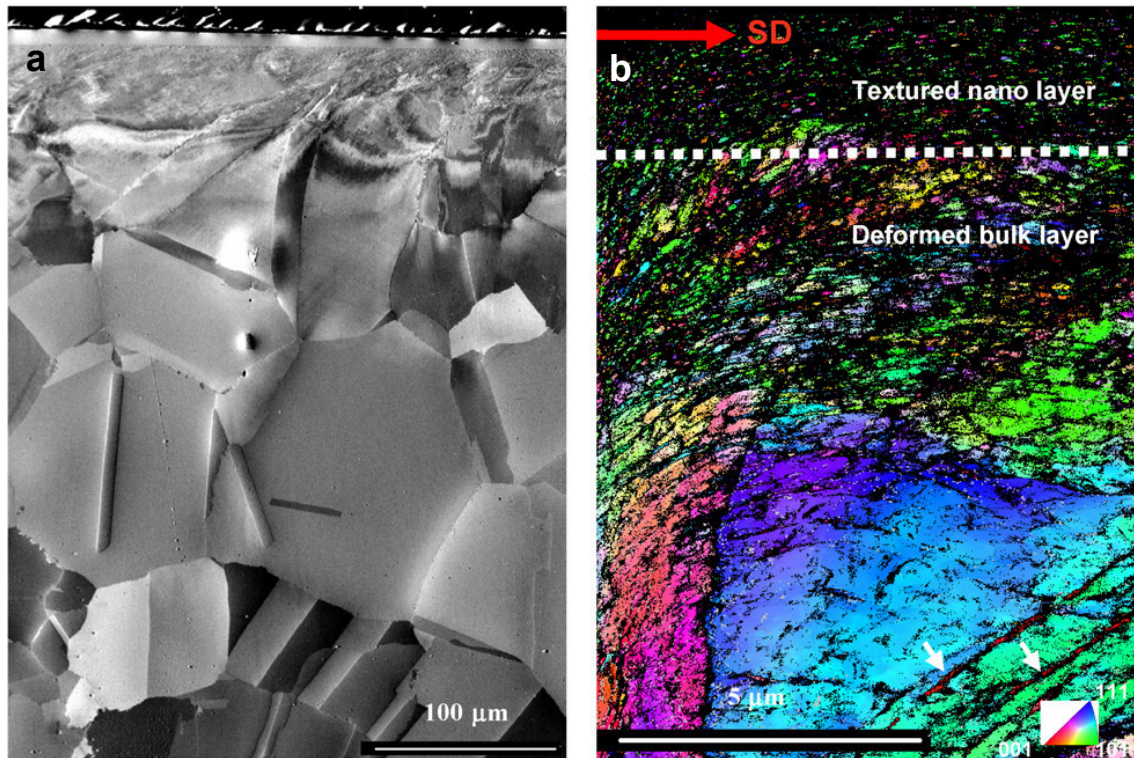 a
100 μm
b
SD
Textured nano layer
Deformed bulk layer
5 μm
111
001
101